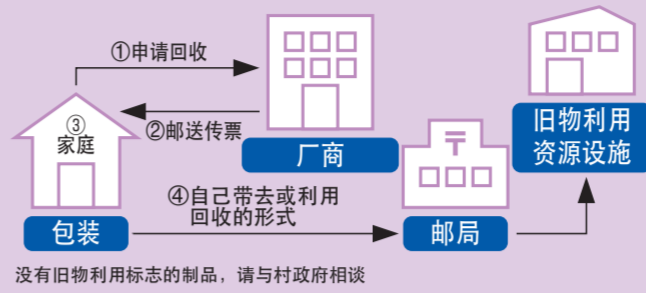 ①申请回收
②邮送传票
③
家庭
厂商
〒
旧物利用
资源设施
④自己带去或利用
回收的形式
包装
邮局
没有旧物利用标志的制品，请与村政府相谈